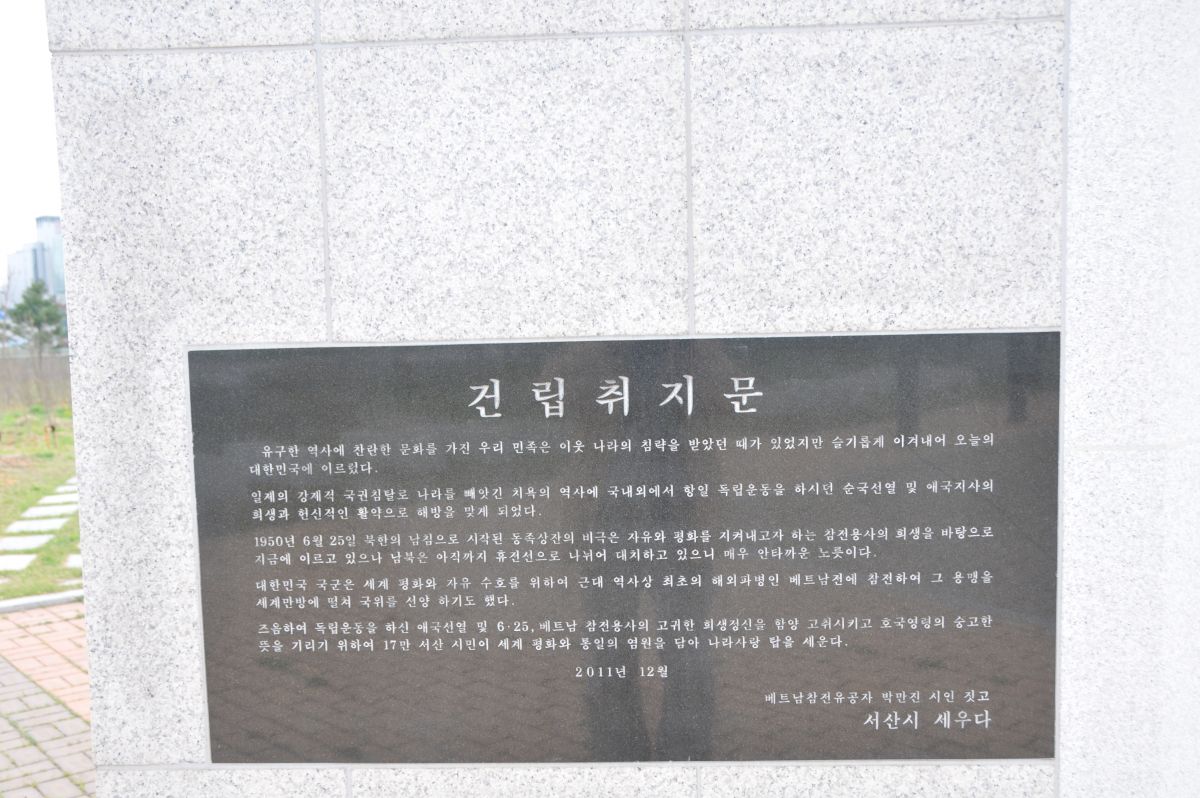 건립취지문
유구한 역사에 찬란한 문화를 가진 우리 민족은 이웃 나라의 침략을 받았던 때가 있었지만 슬기롭게 이겨내어 오늘의
대한민국에 이르렀다.
일제의 강제적 국권침탈로 나라를 빼앗긴 치욕의 역사에 국내외에서 항일 독립운동을 하시던 순국선열 및 애국지사의
희생과 헌신적인 활약으로 해방을 맞게 되었다.
1950년 6월 25일 북한의 남침으로 시작된 동족상잔의 비극은 자유와 평화를 지켜내고자 하는 참전용사의 희생을 바탕으로
지금에 이르고 있으나 남북은 아직까지 휴전선으로 나뉘어 대치하고 있으니 매우 안타까운 노릇이다.
대한민국 국군은 세계 평화와 자유 수호를 위하여 근대 역사상 최초의 해외파병인 베트남전에 참전하여 그 용맹을
세계만방에 떨쳐 국위를 선양 하기도 했다.
즈음하여 독립운동을 하신 애국선열 및 6·25, 베트남 참전용사의 고귀한 희생정신을 함양 고취시키고 호국영령의 숭고한
뜻을 기리기 위하여 17만 서산 시민이 세계 평화와 통일의 염원을 담아 나라사랑 탑을 세운다.
2011년 12월
베트남참전유공자 박만진 시인 짓고
서산시 세우다